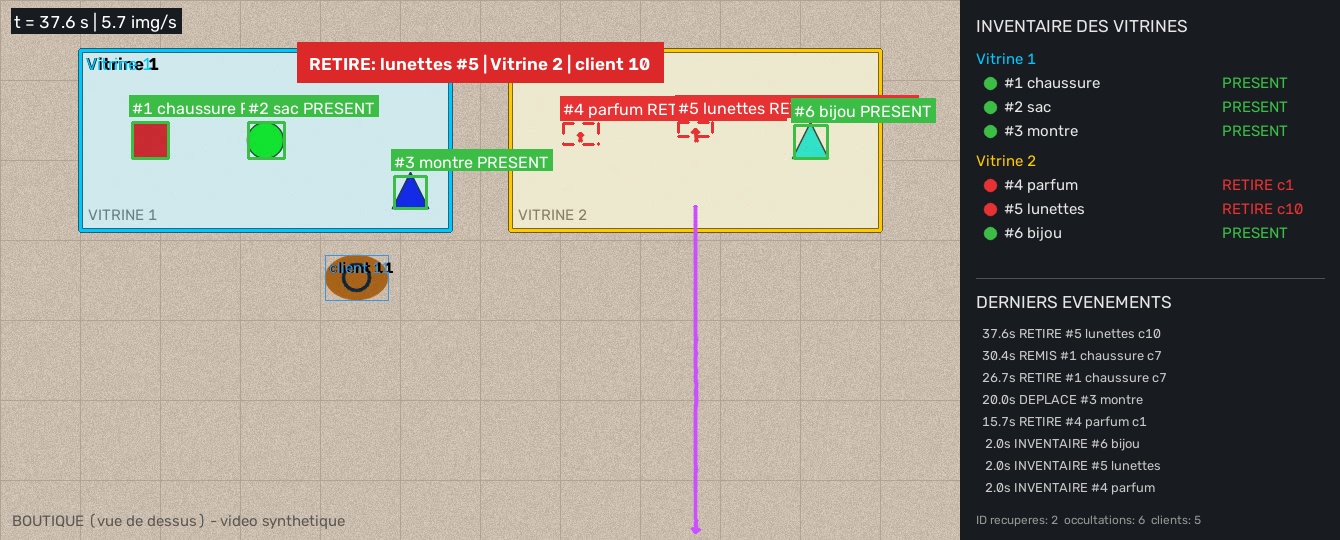 t = 37.6 s | 5.7 img/s
RETIRE: lunettes #5 | Vitrine 2 | client 10
Vitrine 1
#1 chaussure
#2 sac PRESENT
#3 montre PRESENT
VITRINE 1
#4 parfum RET
#5 lunettes RE
#6 bijou PRESENT
VITRINE 2
client 11
BOUTIQUE (vue de dessus) - video synthetique
INVENTAIRE DES VITRINES
Vitrine 1
#1 chaussure PRESENT
#2 sac PRESENT
#3 montre PRESENT
Vitrine 2
#4 parfum RETIRE c1
#5 lunettes RETIRE c10
#6 bijou PRESENT
DERNIERS EVENEMENTS
37.6s RETIRE #5 lunettes c10
30.4s REMIS #1 chaussure c7
26.7s RETIRE #1 chaussure c7
20.0s DEPLACE #3 montre
15.7s RETIRE #4 parfum c1
2.0s INVENTAIRE #6 bijou
2.0s INVENTAIRE #5 lunettes
2.0s INVENTAIRE #4 parfum
ID recuperes: 2 occultations: 6 clients: 5